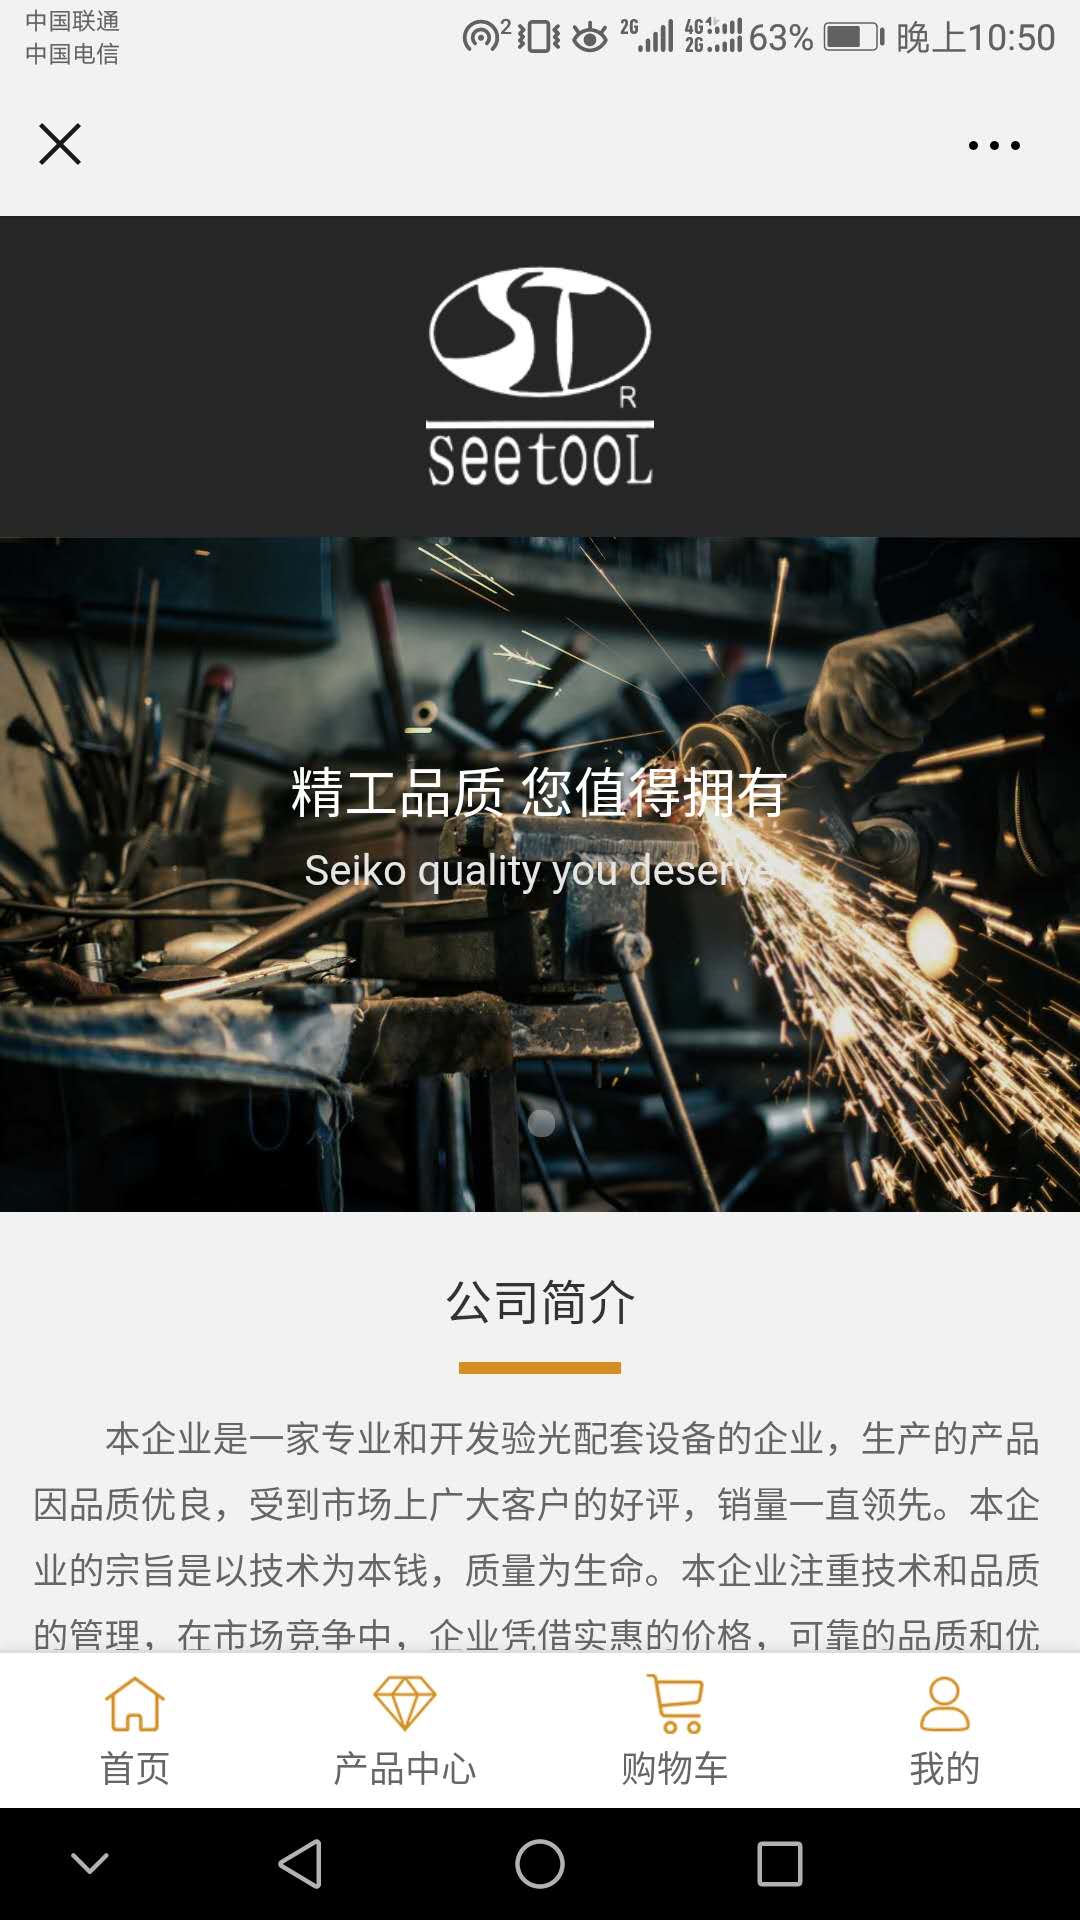 中国联通
中国电信
2
2G
4G
2G
63%
晚上10:50
ST
R
seetooL
精工品质 您值得拥有
Seiko quality you deserve
公司简介
本企业是一家专业和开发验光配套设备的企业，生产的产品
因品质优良，受到市场上广大客户的好评，销量一直领先。本企
业的宗旨是以技术为本钱，质量为生命。本企业注重技术和品质
的管理，在市场竞争中，企业凭借实惠的价格，可靠的品质和优
首页
产品中心
购物车
我的